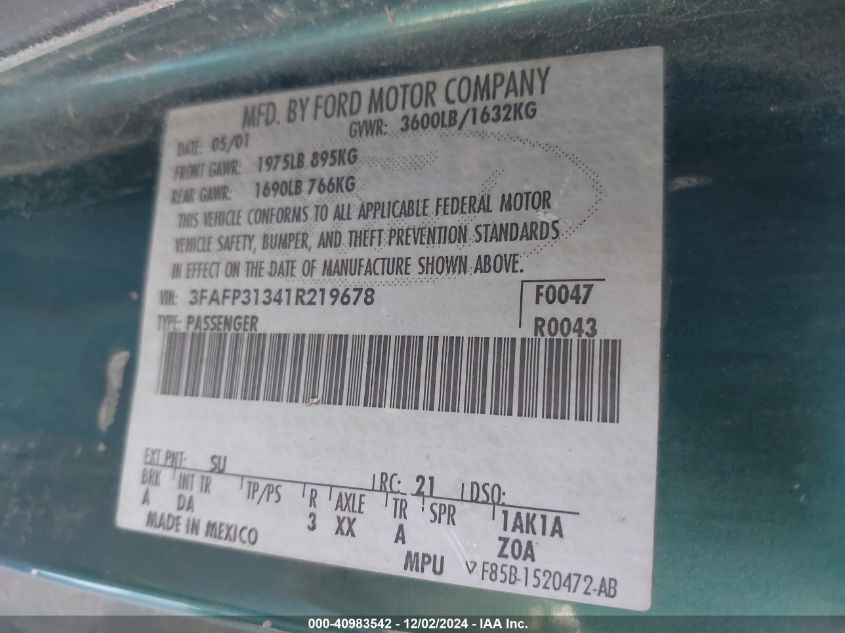 MFD. BY FORD MOTOR COMPANY
DATE: 05/01 GVWR: 3600LB/1632KG
FRONT GAWR: 1975LB 895KG
REAR GAWR: 1690LB 766KG
THIS VEHICLE CONFORMS TO ALL APPLICABLE FEDERAL MOTOR
VEHICLE SAFETY, BUMPER, AND THEFT PREVENTION STANDARDS
IN EFFECT ON THE DATE OF MANUFACTURE SHOWN ABOVE.
VIN: 3FAFP31341R219678 F0047
TYPE: PASSENGER R0043
EXT PNT: SU RC: 21 DSO:
BRK INT TR TP/PS R AXLE TR SPR 1AK1A
A DA 3 XX A Z0A
MADE IN MEXICO MPU ▽F85B-1520472-AB
000-40983542 - 12/02/2024 - IAA Inc.